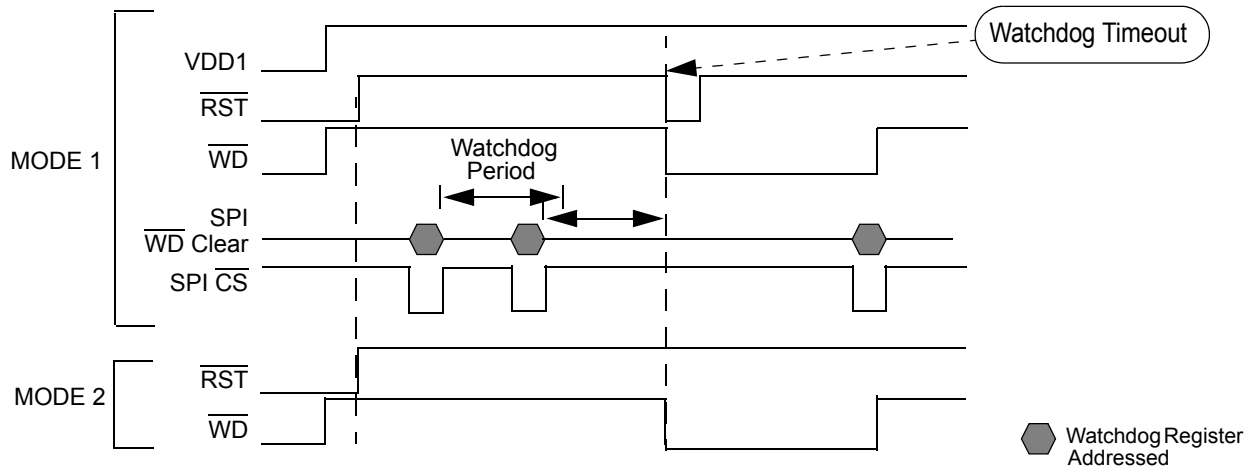 MODE 1
VDD1
RST
WD
Watchdog Timeout
Watchdog
Period
SPI
WD Clear
SPI CS
MODE 2
RST
WD
Watchdog Register
Addressed